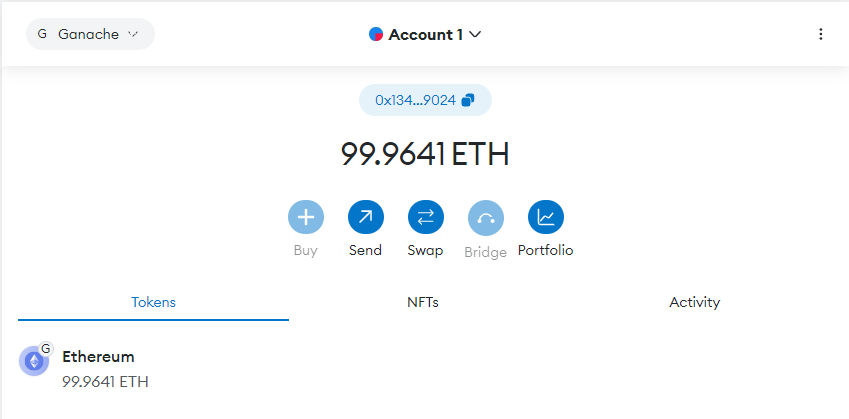 G Ganache Account 1
0x134...9024
99.9641 ETH
Buy Send Swap Bridge Portfolio
Tokens NFTs Activity
G
Ethereum
99.9641 ETH